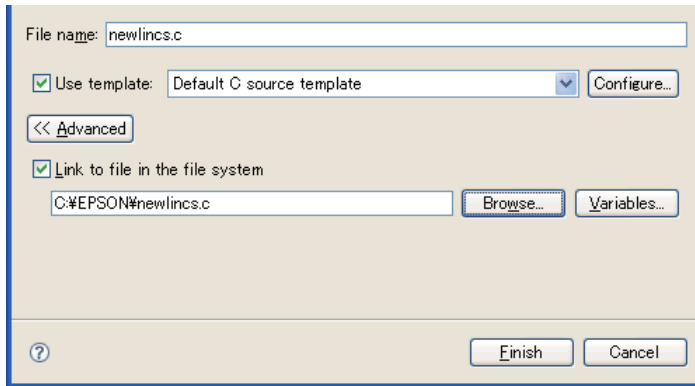 File name: newlincs.c
Use template: Default C source template Configure...
<< Advanced
Link to file in the file system
C:¥EPSON¥newlincs.c Browse... Variables...
? Finish Cancel